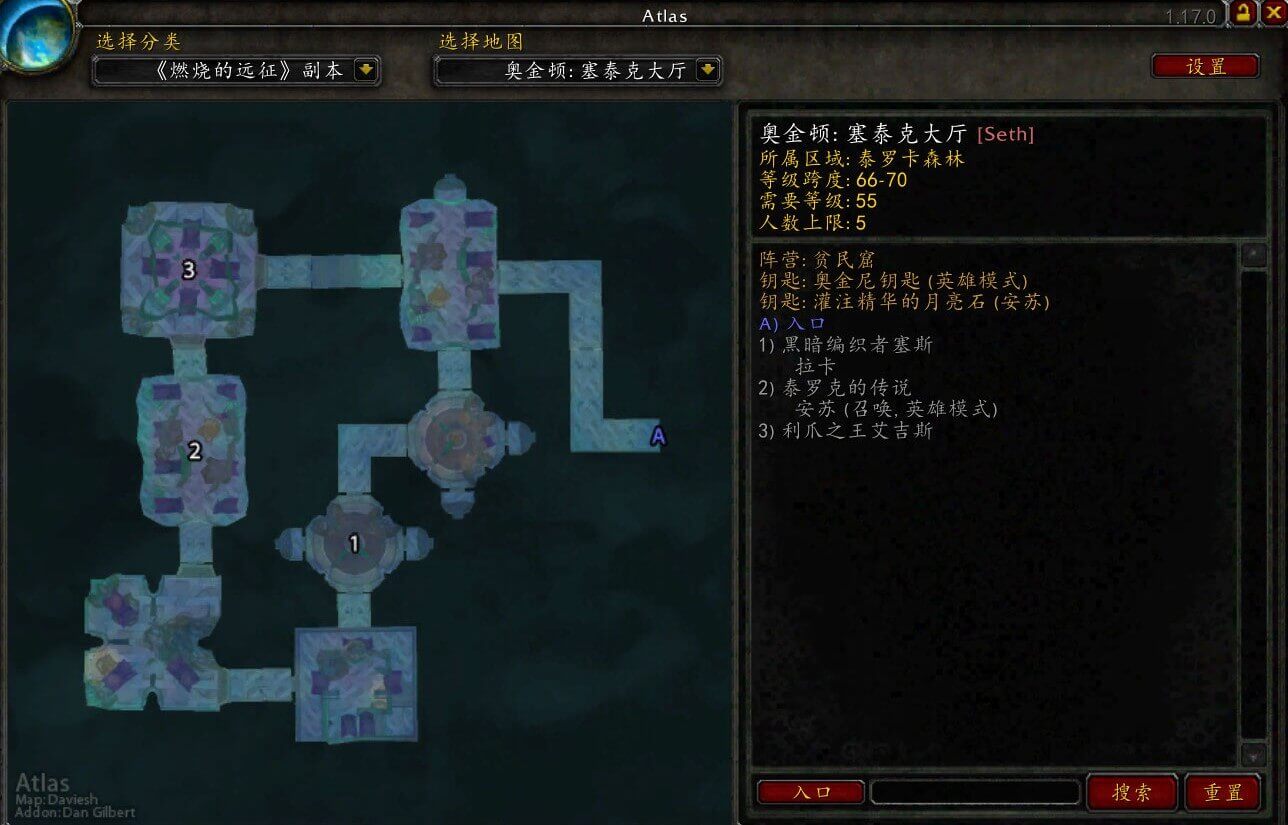 Atlas
1.17.0
选择分类
选择地图
《燃烧的远征》副本
奥金顿: 塞泰克大厅
设置
奥金顿: 塞泰克大厅 [Seth]
所属区域: 泰罗卡森林
等级跨度: 66-70
需要等级: 55
人数上限: 5
阵营: 贫民窟
钥匙: 奥金尼钥匙 (英雄模式)
钥匙: 灌注精华的月亮石 (安苏)
A) 入口
1) 黑暗编织者塞斯
拉卡
2) 泰罗克的传说
安苏 (召唤, 英雄模式)
3) 利爪之王艾吉斯
3
2
A
1
Atlas
Map: Daviesh
Addon: Dan Gilbert
入口
搜索
重置